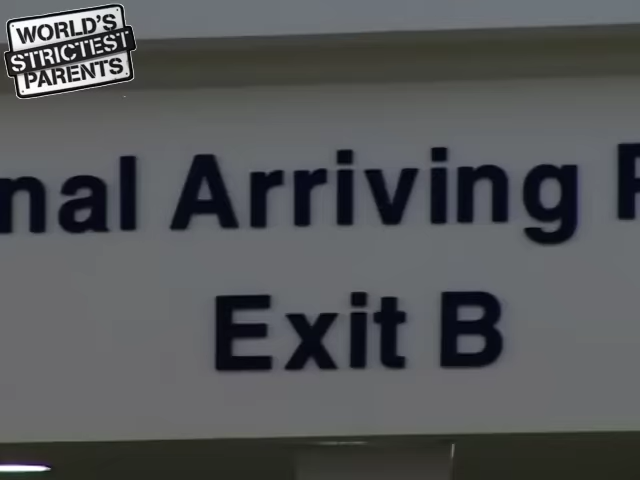 WORLD'S
STRICTEST
PARENTS
nal Arriving
Exit B